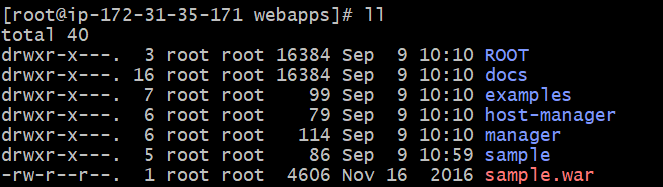 [root@ip-172-31-35-171 webapps]# ll
total 40
drwxr-x---.  3 root root 16384 Sep  9 10:10 ROOT
drwxr-x---. 16 root root 16384 Sep  9 10:10 docs
drwxr-x---.  7 root root    99 Sep  9 10:10 examples
drwxr-x---.  6 root root    79 Sep  9 10:10 host-manager
drwxr-x---.  6 root root   114 Sep  9 10:10 manager
drwxr-x---.  5 root root    86 Sep  9 10:59 sample
-rw-r--r--.  1 root root  4606 Nov 16  2016 sample.war